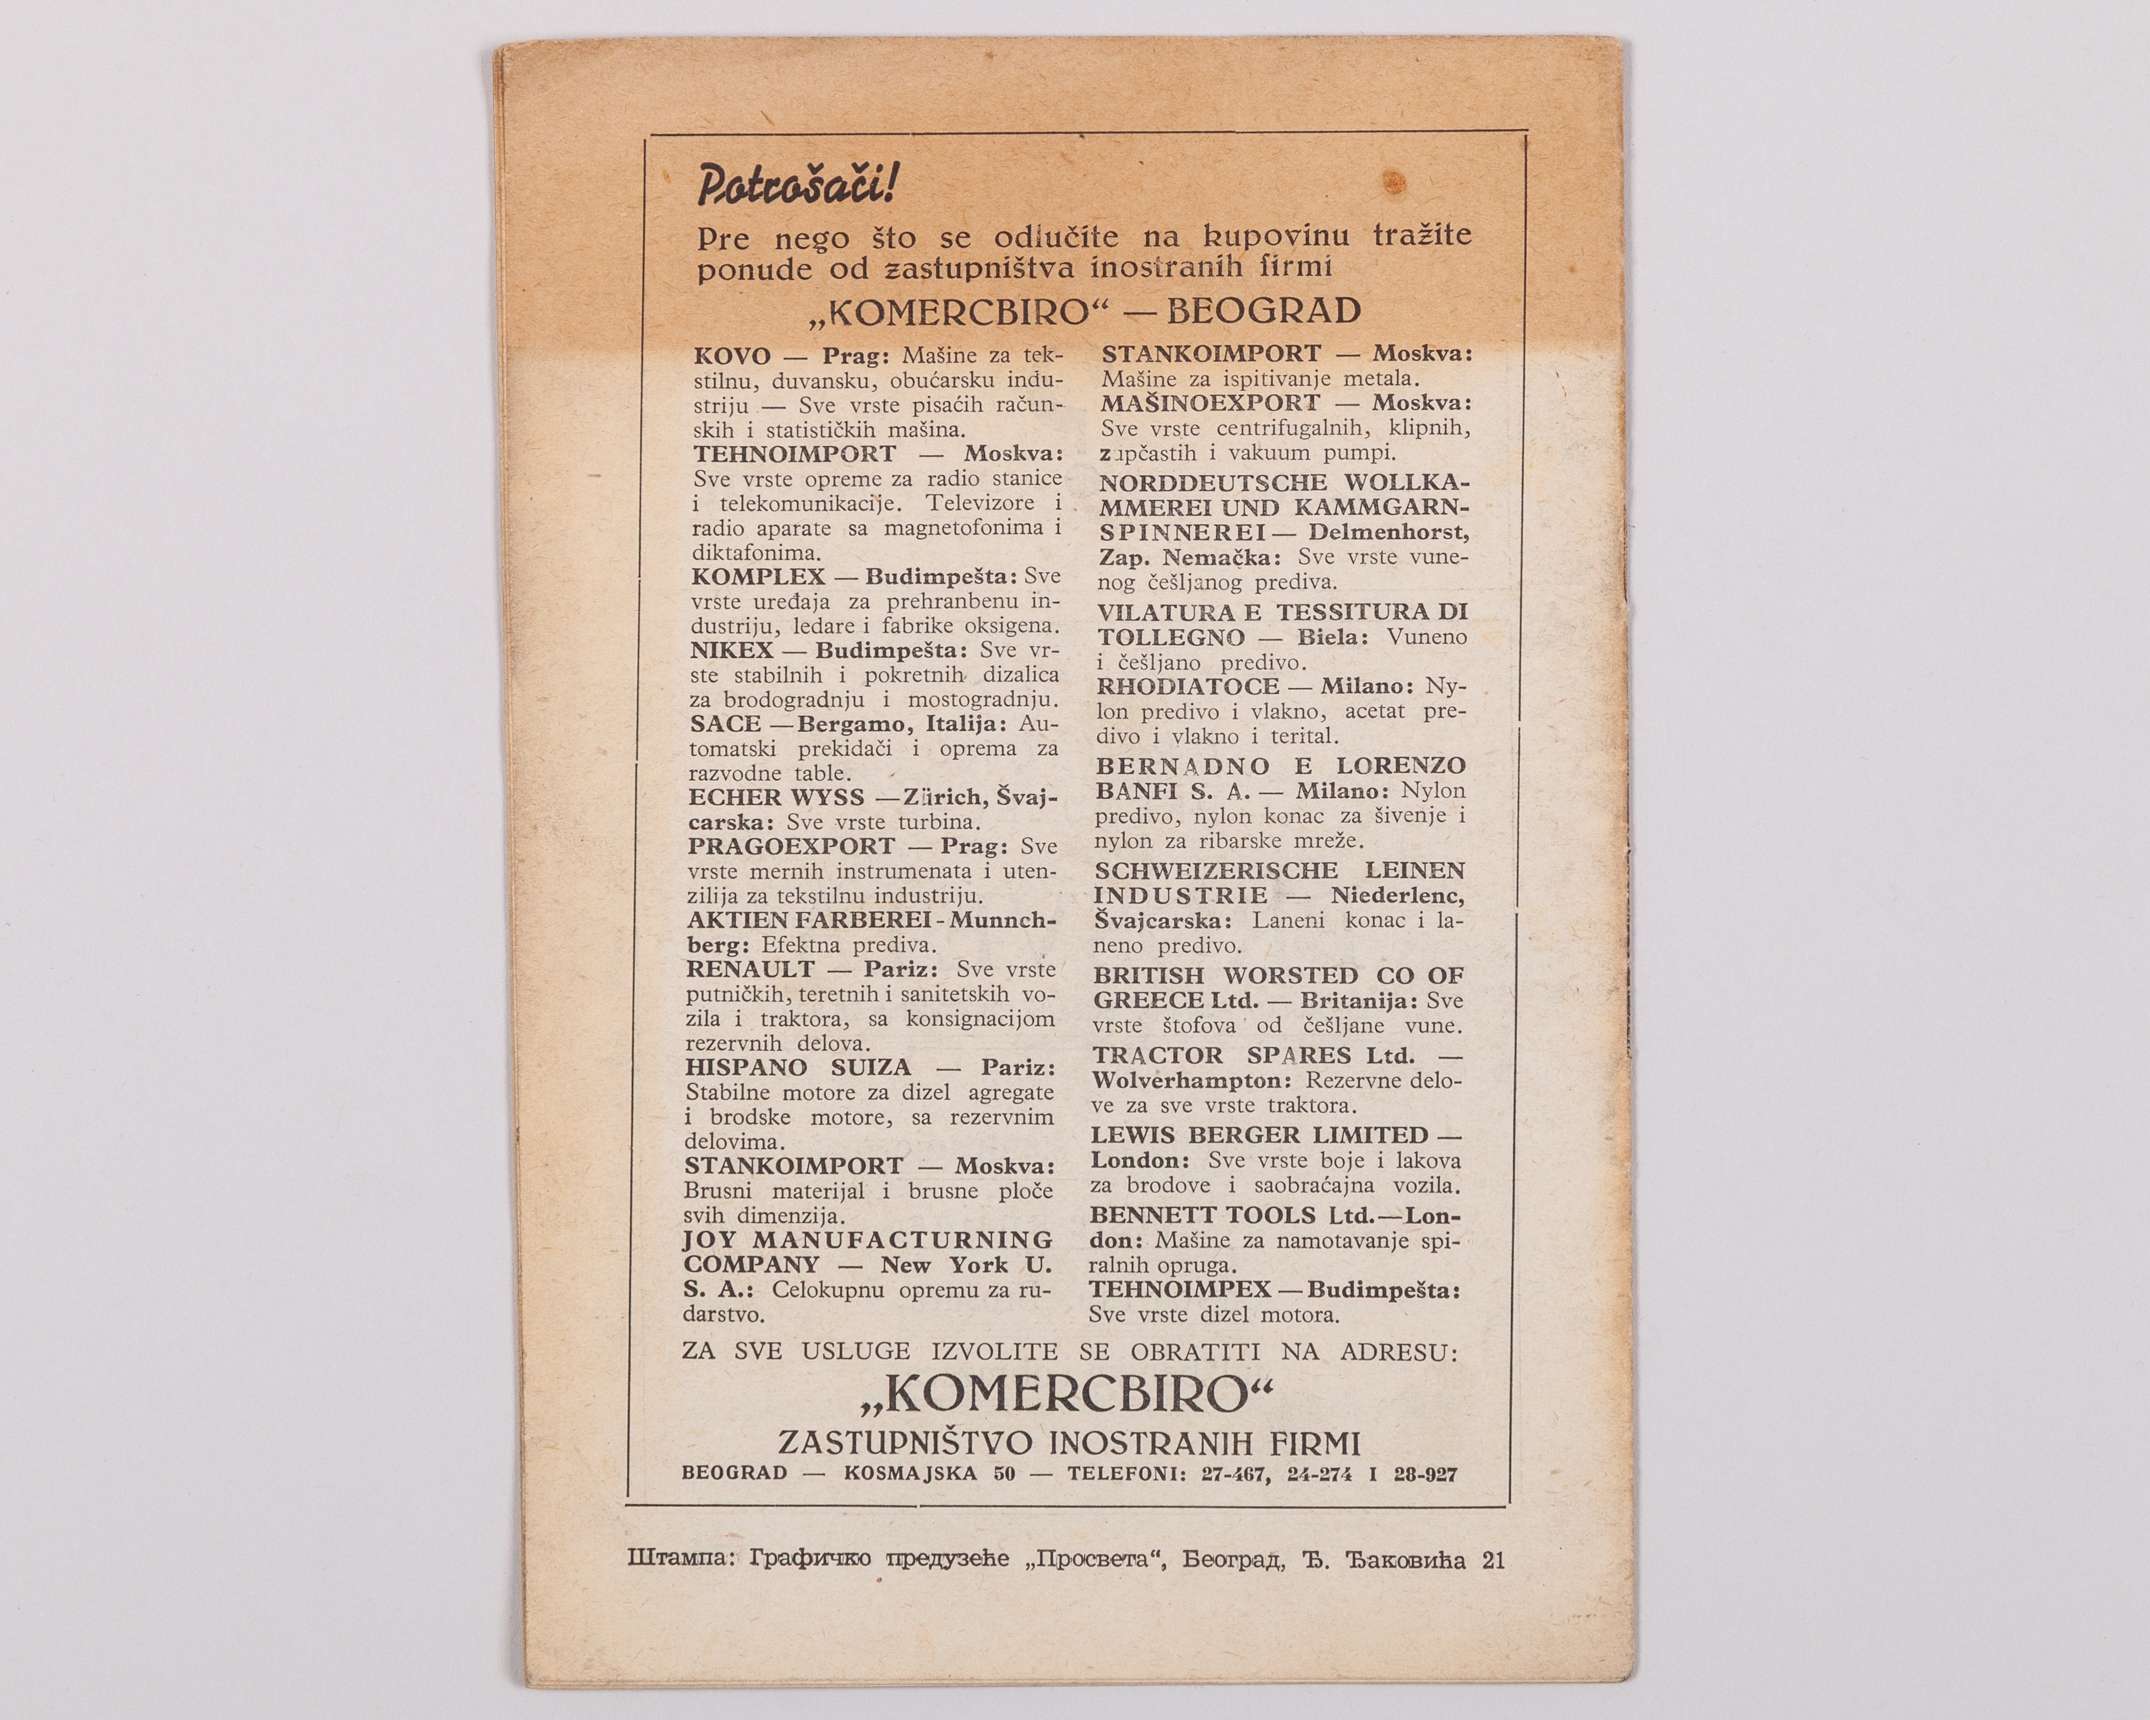 Potrošači!
Pre nego što se odlučite na kupovinu tražite
ponude od zastupništva inostranih firmi
„KOMERCBIRO“ — BEOGRAD
KOVO — Prag: Mašine za tek-
stilnu, duvansku, obućarsku indu-
striju — Sve vrste pisaćih račun-
skih i statističkih mašina.
TEHNOIMPORT — Moskva:
Sve vrste opreme za radio stanice
i telekomunikacije. Televizore i
radio aparate sa magnetofonima i
diktafonima.
KOMPLEX — Budimpešta: Sve
vrste uređaja za prehranbenu in-
dustriju, ledare i fabrike oksigena.
NIKEX — Budimpešta: Sve vr-
ste stabilnih i pokretnih dizalica
za brodogradnju i mostogradnju.
SACE — Bergamo, Italija: Au-
tomatski prekidači i oprema za
razvodne table.
ECHER WYSS — Zürich, Švaj-
carska: Sve vrste turbina.
PRAGOEXPORT — Prag: Sve
vrste mernih instrumenata i uten-
zilija za tekstilnu industriju.
AKTIEN FARBEREI - Munnch-
berg: Efektna prediva.
RENAULT — Pariz: Sve vrste
putničkih, teretnih i sanitetskih vo-
zila i traktora, sa konsignacijom
rezervnih delova.
HISPANO SUIZA — Pariz:
Stabilne motore za dizel agregate
i brodske motore, sa rezervnim
delovima.
STANKOIMPORT — Moskva:
Brusni materijal i brusne ploče
svih dimenzija.
JOY MANUFACTURNING
COMPANY — New York U.
S. A.: Celokupnu opremu za ru-
darstvo.
STANKOIMPORT — Moskva:
Mašine za ispitivanje metala.
MAŠINOEXPORT — Moskva:
Sve vrste centrifugalnih, klipnih,
zupčastih i vakuum pumpi.
NORDDEUTSCHE WOLLKA-
MMEREI UND KAMMGARN-
SPINNEREI — Delmenhorst,
Zap. Nemačka: Sve vrste vune-
nog češljanog prediva.
VILATURA E TESSITURA DI
TOLLEGNO — Biela: Vuneno
i češljano predivo.
RHODIATOCE — Milano: Ny-
lon predivo i vlakno, acetat pre-
divo i vlakno i terital.
BERNADNO E LORENZO
BANFI S. A. — Milano: Nylon
predivo, nylon konac za šivenje i
nylon za ribarske mreže.
SCHWEIZERISCHE LEINEN
INDUSTRIE — Niederlenc,
Švajcarska: Laneni konac i la-
neno predivo.
BRITISH WORSTED CO OF
GREECE Ltd. — Britanija: Sve
vrste štofova od češljane vune.
TRACTOR SPARES Ltd. —
Wolverhampton: Rezervne delo-
ve za sve vrste traktora.
LEWIS BERGER LIMITED —
London: Sve vrste boje i lakova
za brodove i saobraćajna vozila.
BENNETT TOOLS Ltd.—Lon-
don: Mašine za namotavanje spi-
ralnih opruga.
TEHNOIMPEX — Budimpešta:
Sve vrste dizel motora.
ZA SVE USLUGE IZVOLITE SE OBRATITI NA ADRESU:
„KOMERCBIRO“
ZASTUPNIŠTVO INOSTRANIH FIRMI
BEOGRAD — KOSMAJSKA 50 — TELEFONI: 27-467, 24-274 I 28-927
Штампа: Графичко предузеће „Просвета“, Београд, Ђ. Ђаковића 21